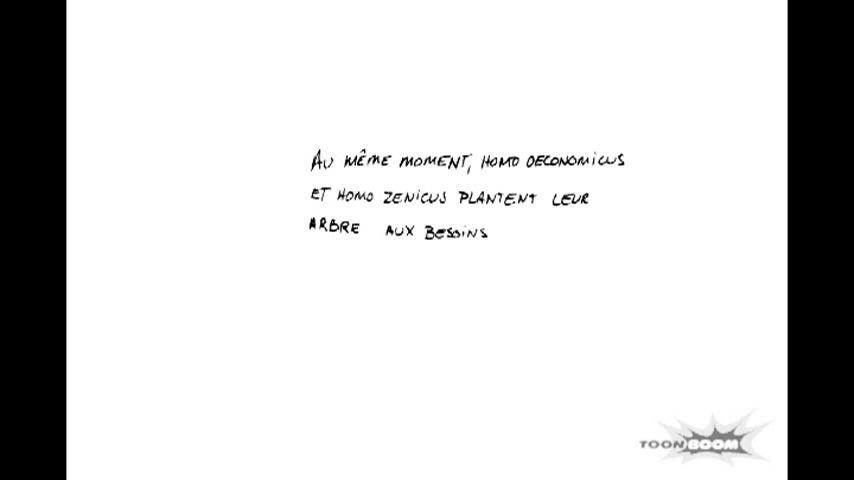 AU MÊME MOMENT, HOMO OECONOMICUS
ET HOMO ZENICUS PLANTENT LEUR
ARBRE AUX BESOINS
TOONBOOM